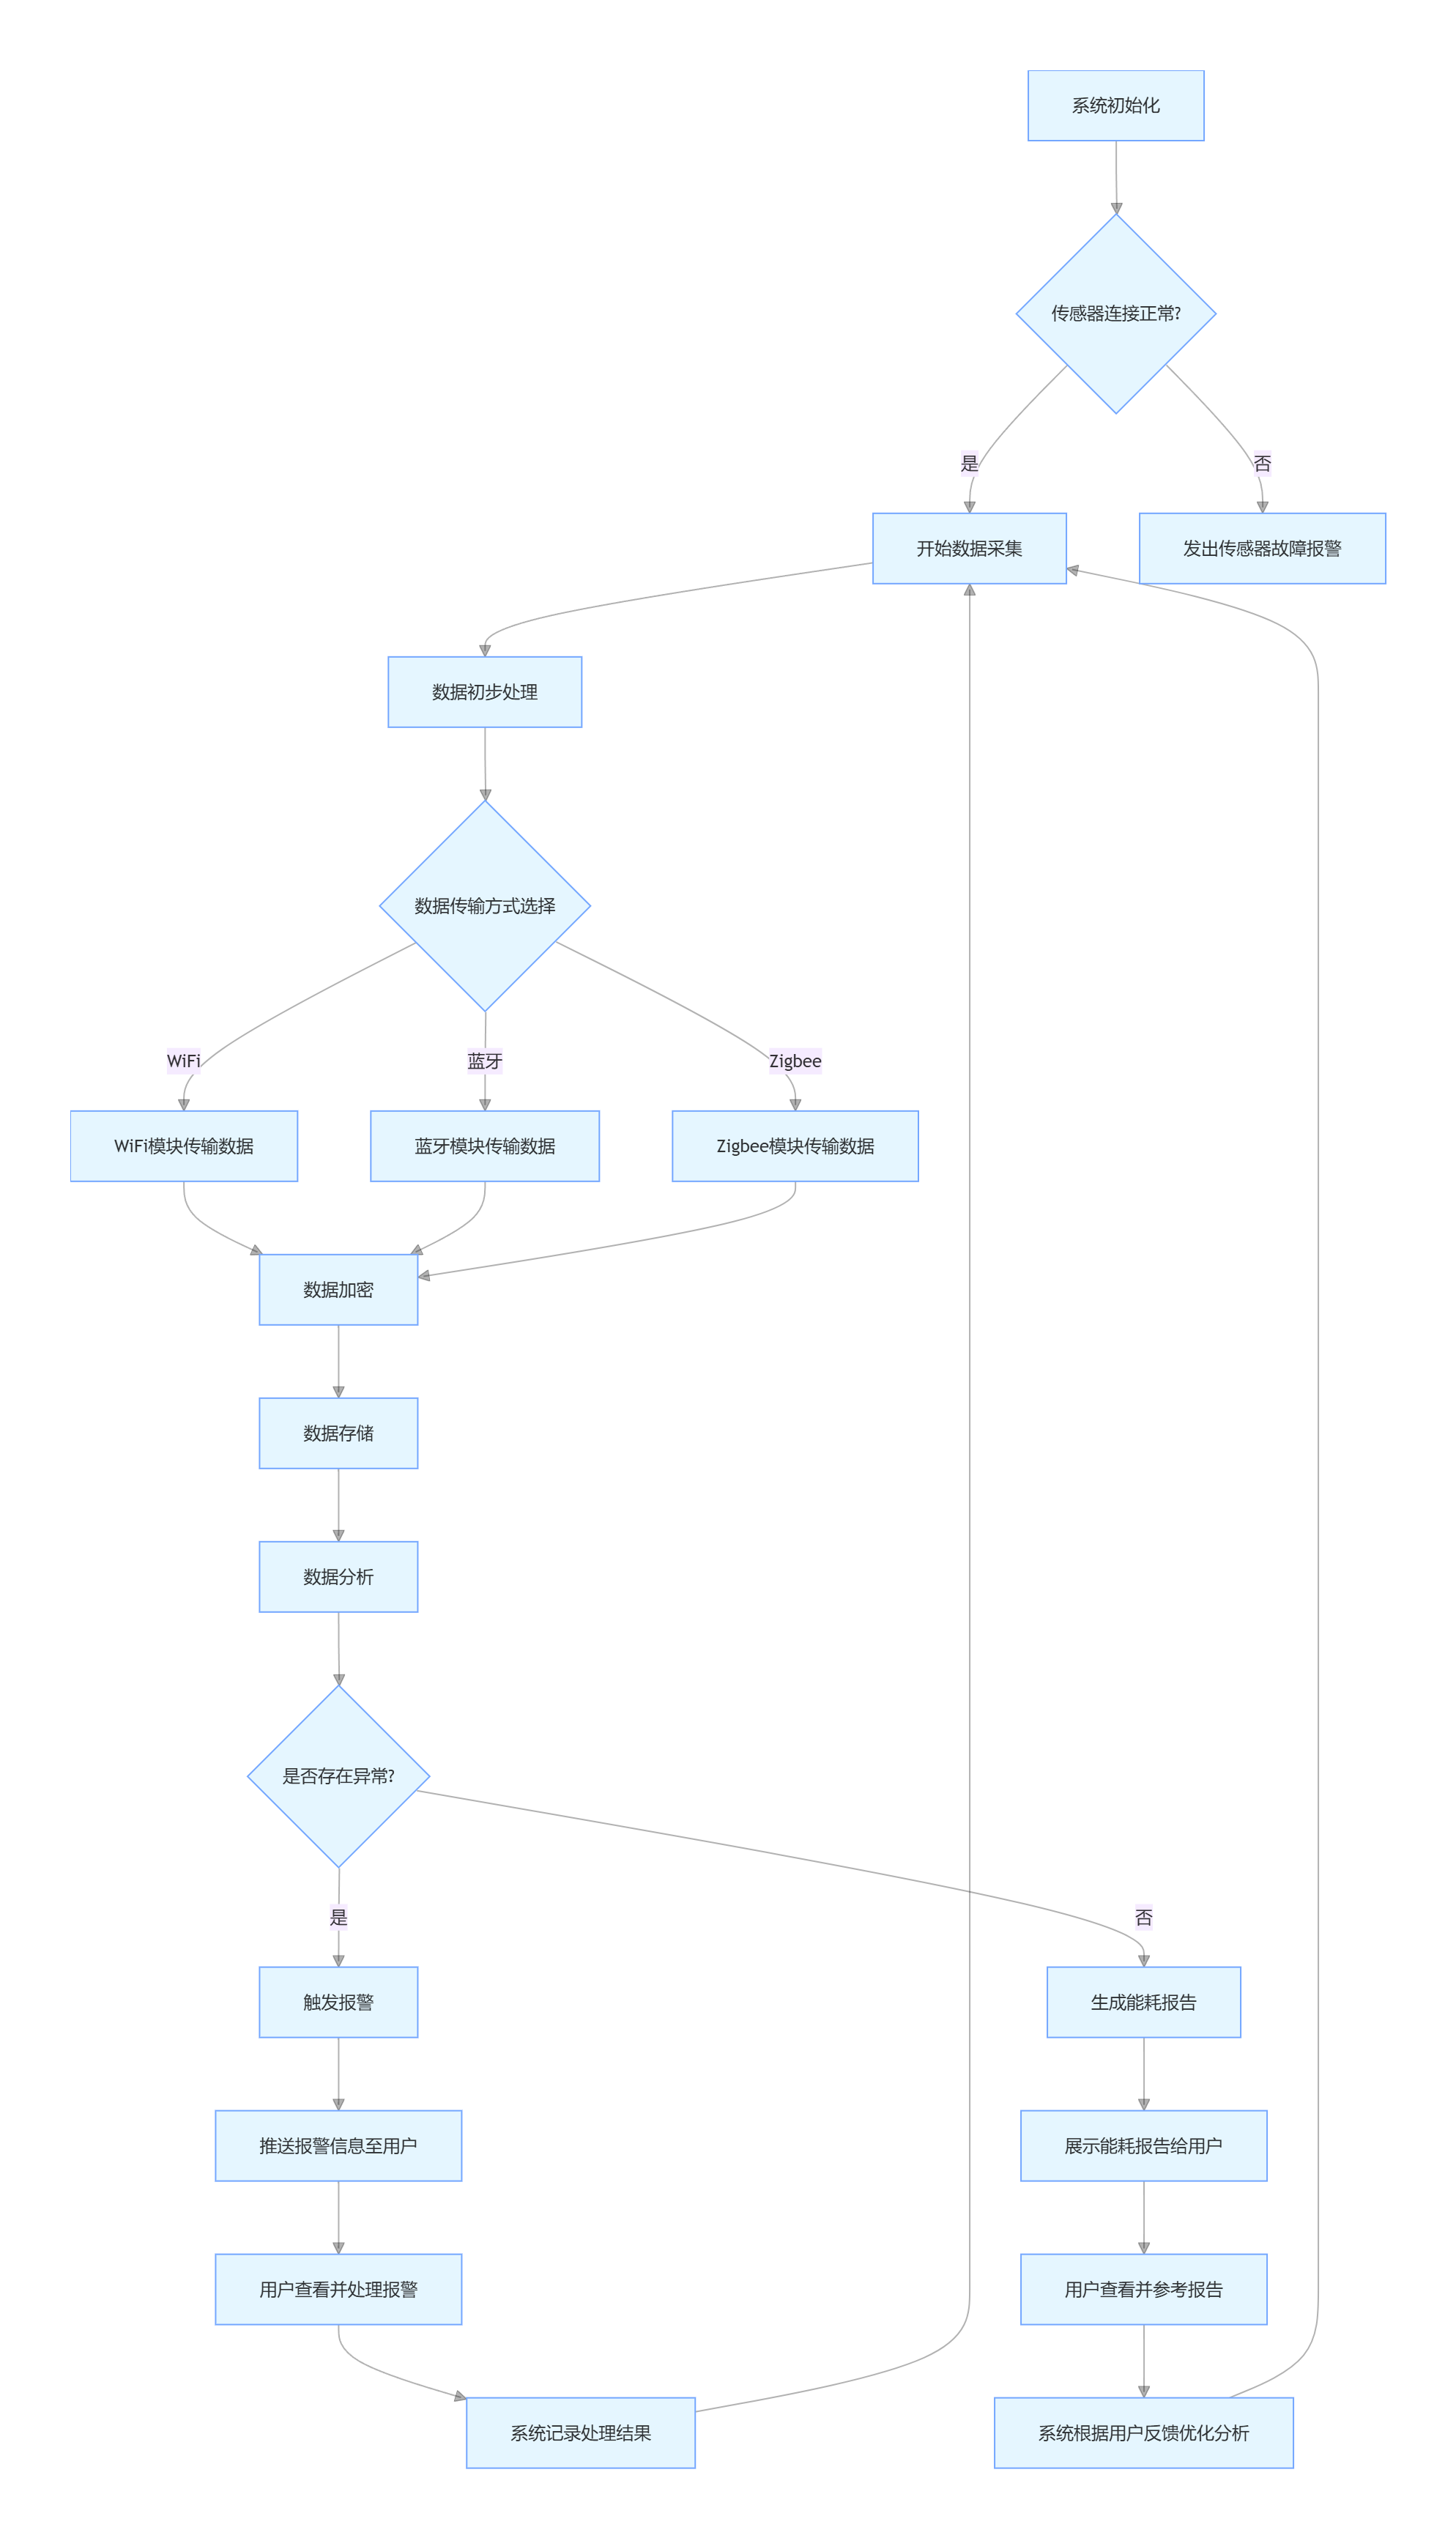 系统初始化
传感器连接正常?
是
否
开始数据采集
发出传感器故障报警
数据初步处理
数据传输方式选择
WiFi
蓝牙
Zigbee
WiFi模块传输数据
蓝牙模块传输数据
Zigbee模块传输数据
数据加密
数据存储
数据分析
是否存在异常?
是
否
触发报警
生成能耗报告
推送报警信息至用户
展示能耗报告给用户
用户查看并处理报警
用户查看并参考报告
系统记录处理结果
系统根据用户反馈优化分析